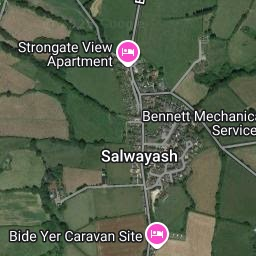 Strongate View
Apartment
Bennett Mechanica
Service
Salwayash
Bide Yer Caravan Site